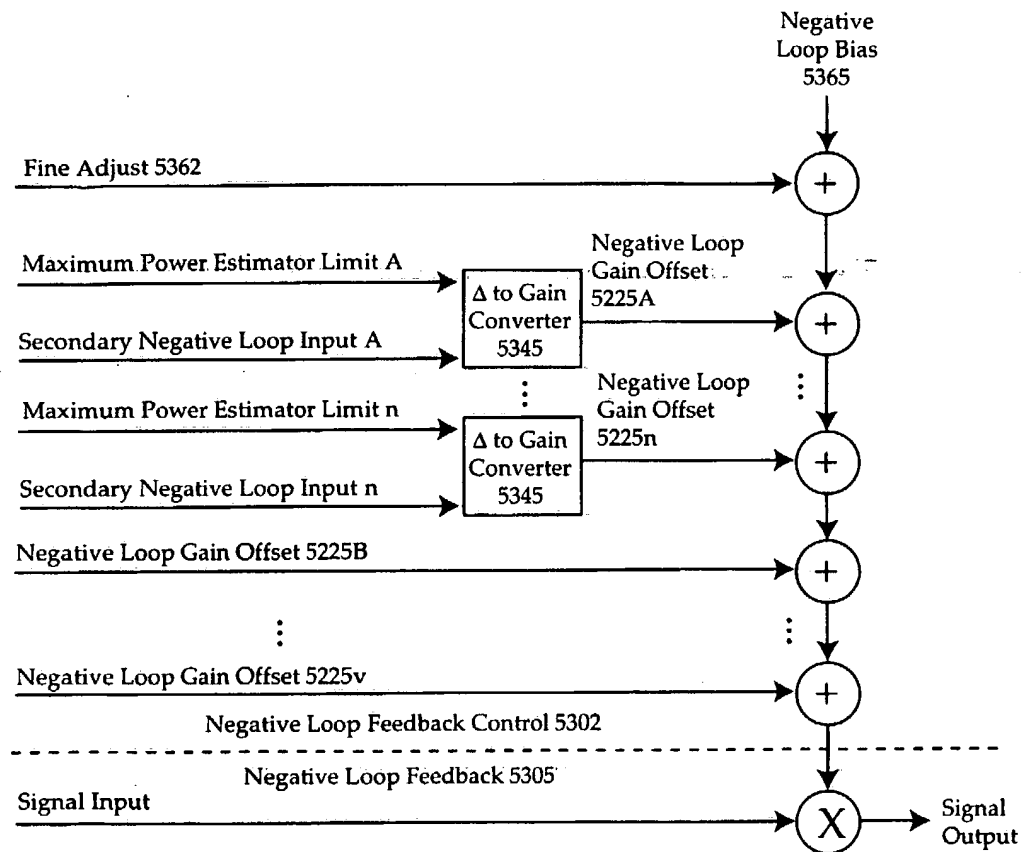 Negative
Loop Bias
5365
Fine Adjust 5362
+
Maximum Power Estimator Limit A
Negative Loop
Gain Offset
5225A
Δ to Gain
Converter
5345
+
Secondary Negative Loop Input A
Maximum Power Estimator Limit n
Negative Loop
Gain Offset
5225n
Δ to Gain
Converter
5345
+
Secondary Negative Loop Input n
Negative Loop Gain Offset 5225B
+
Negative Loop Gain Offset 5225v
+
Negative Loop Feedback Control 5302
Negative Loop Feedback 5305
Signal Input
X
Signal
Output